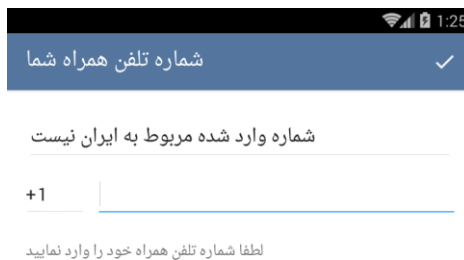 1:25
شماره تلفن همراه شما
شماره وارد شده مربوط به ایران نیست
+1
لطفا شماره تلفن همراه خود را وارد نمایید